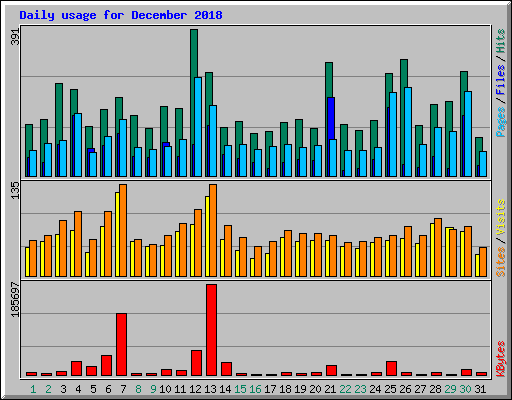 Daily usage for December 2018
391
Pages / Files / Hits
135
Sites / Visits
185697
KBytes
1 2 3 4 5 6 7 8 9 10 11 12 13 14 15 16 17 18 19 20 21 22 23 24 25 26 27 28 29 30 31